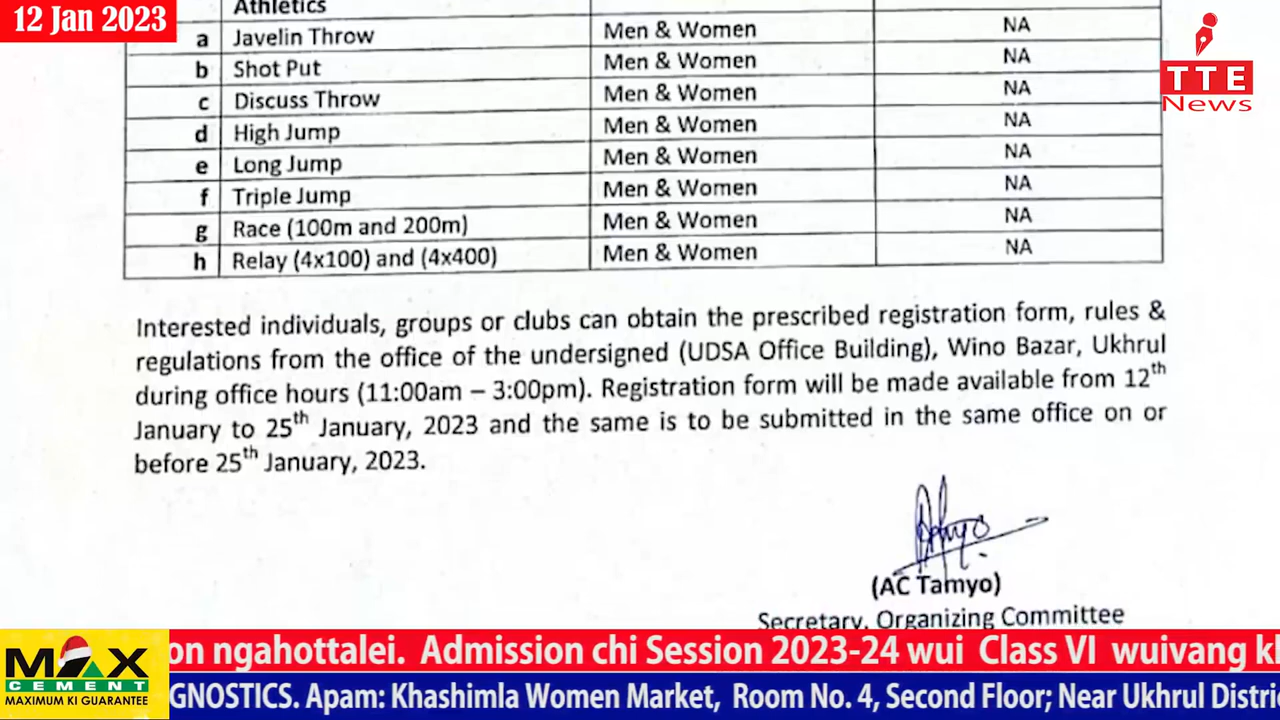 12 Jan 2023
TTE
News
Athletics
a Javelin Throw Men & Women NA
b Shot Put Men & Women NA
c Discuss Throw Men & Women NA
d High Jump Men & Women NA
e Long Jump Men & Women NA
f Triple Jump Men & Women NA
g Race (100m and 200m) Men & Women NA
h Relay (4x100) and (4x400) Men & Women NA
Interested individuals, groups or clubs can obtain the prescribed registration form, rules &
regulations from the office of the undersigned (UDSA Office Building), Wino Bazar, Ukhrul
during office hours (11:00am – 3:00pm). Registration form will be made available from 12th
January to 25th January, 2023 and the same is to be submitted in the same office on or
before 25th January, 2023.
(AC Tamyo)
Secretary, Organizing Committee
MAX
CEMENT
MAXIMUM KI GUARANTEE
on ngahottalei. Admission chi Session 2023-24 wui Class VI wuivang k
GNOSTICS. Apam: Khashimla Women Market, Room No. 4, Second Floor; Near Ukhrul Distri